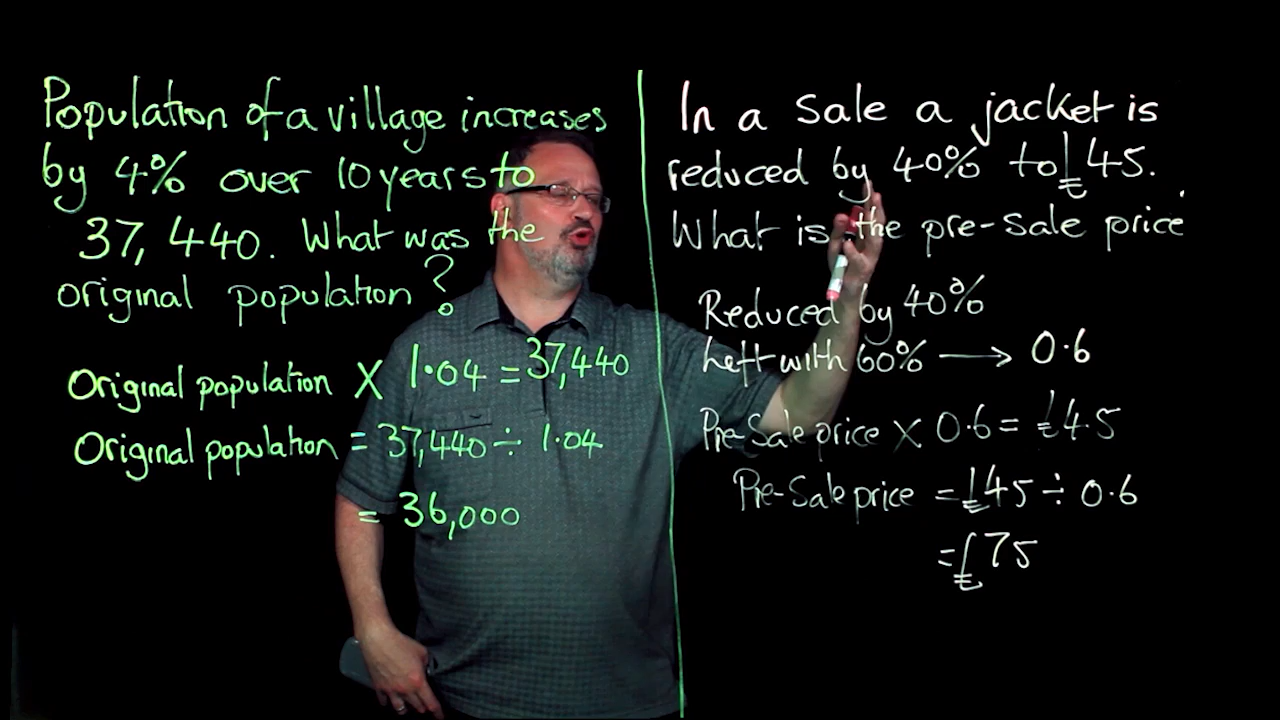 Population of a village increases
by 4% over 10 years to
37,440. What was the
original population?
Original population × 1.04 = 37,440
Original population = 37,440 ÷ 1.04
= 36,000
In a sale a jacket is
reduced by 40% to £45.
What is the pre-sale price
Reduced by 40%
Left with 60% → 0.6
Pre-Sale price × 0.6 = £4.5
Pre-Sale price = £45 ÷ 0.6
= £75